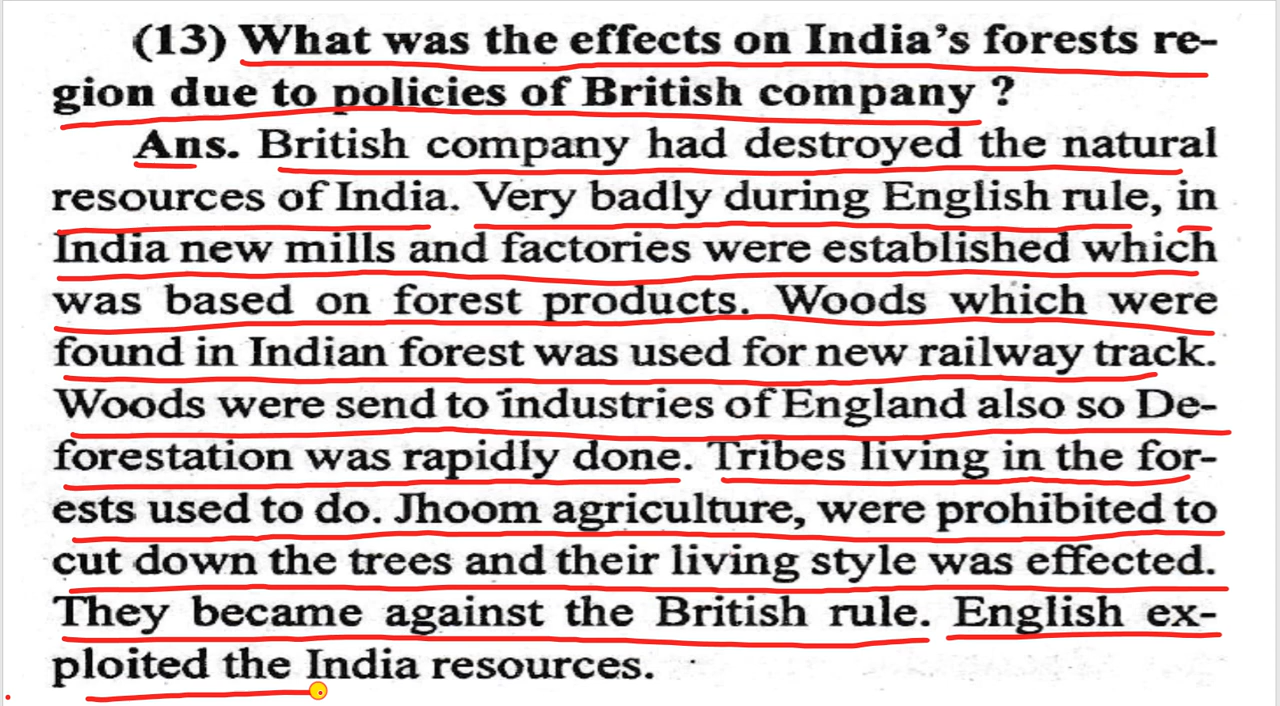 (13) What was the effects on India's forests re-
gion due to policies of British company ?
Ans. British company had destroyed the natural
resources of India. Very badly during English rule, in
India new mills and factories were established which
was based on forest products. Woods which were
found in Indian forest was used for new railway track.
Woods were send to industries of England also so De-
forestation was rapidly done. Tribes living in the for-
ests used to do. Jhoom agriculture, were prohibited to
cut down the trees and their living style was effected.
They became against the British rule. English ex-
ploited the India resources.